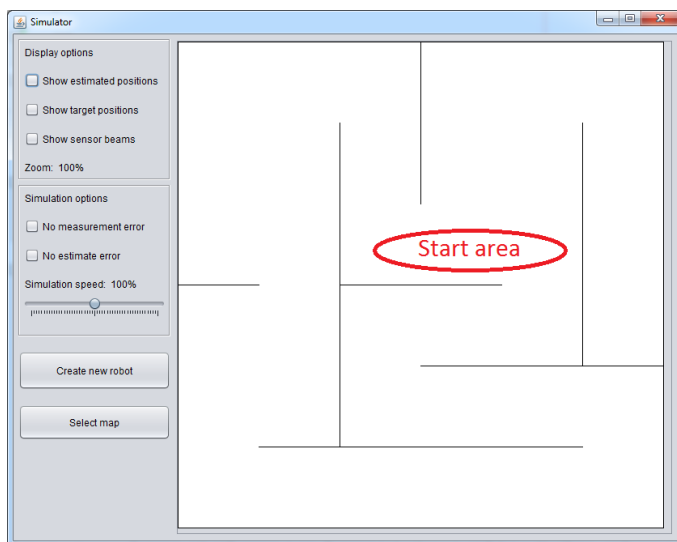 Simulator
Display options
Show estimated positions
Show target positions
Show sensor beams
Zoom: 100%
Simulation options
No measurement error
No estimate error
Simulation speed: 100%
Create new robot
Select map
Start area